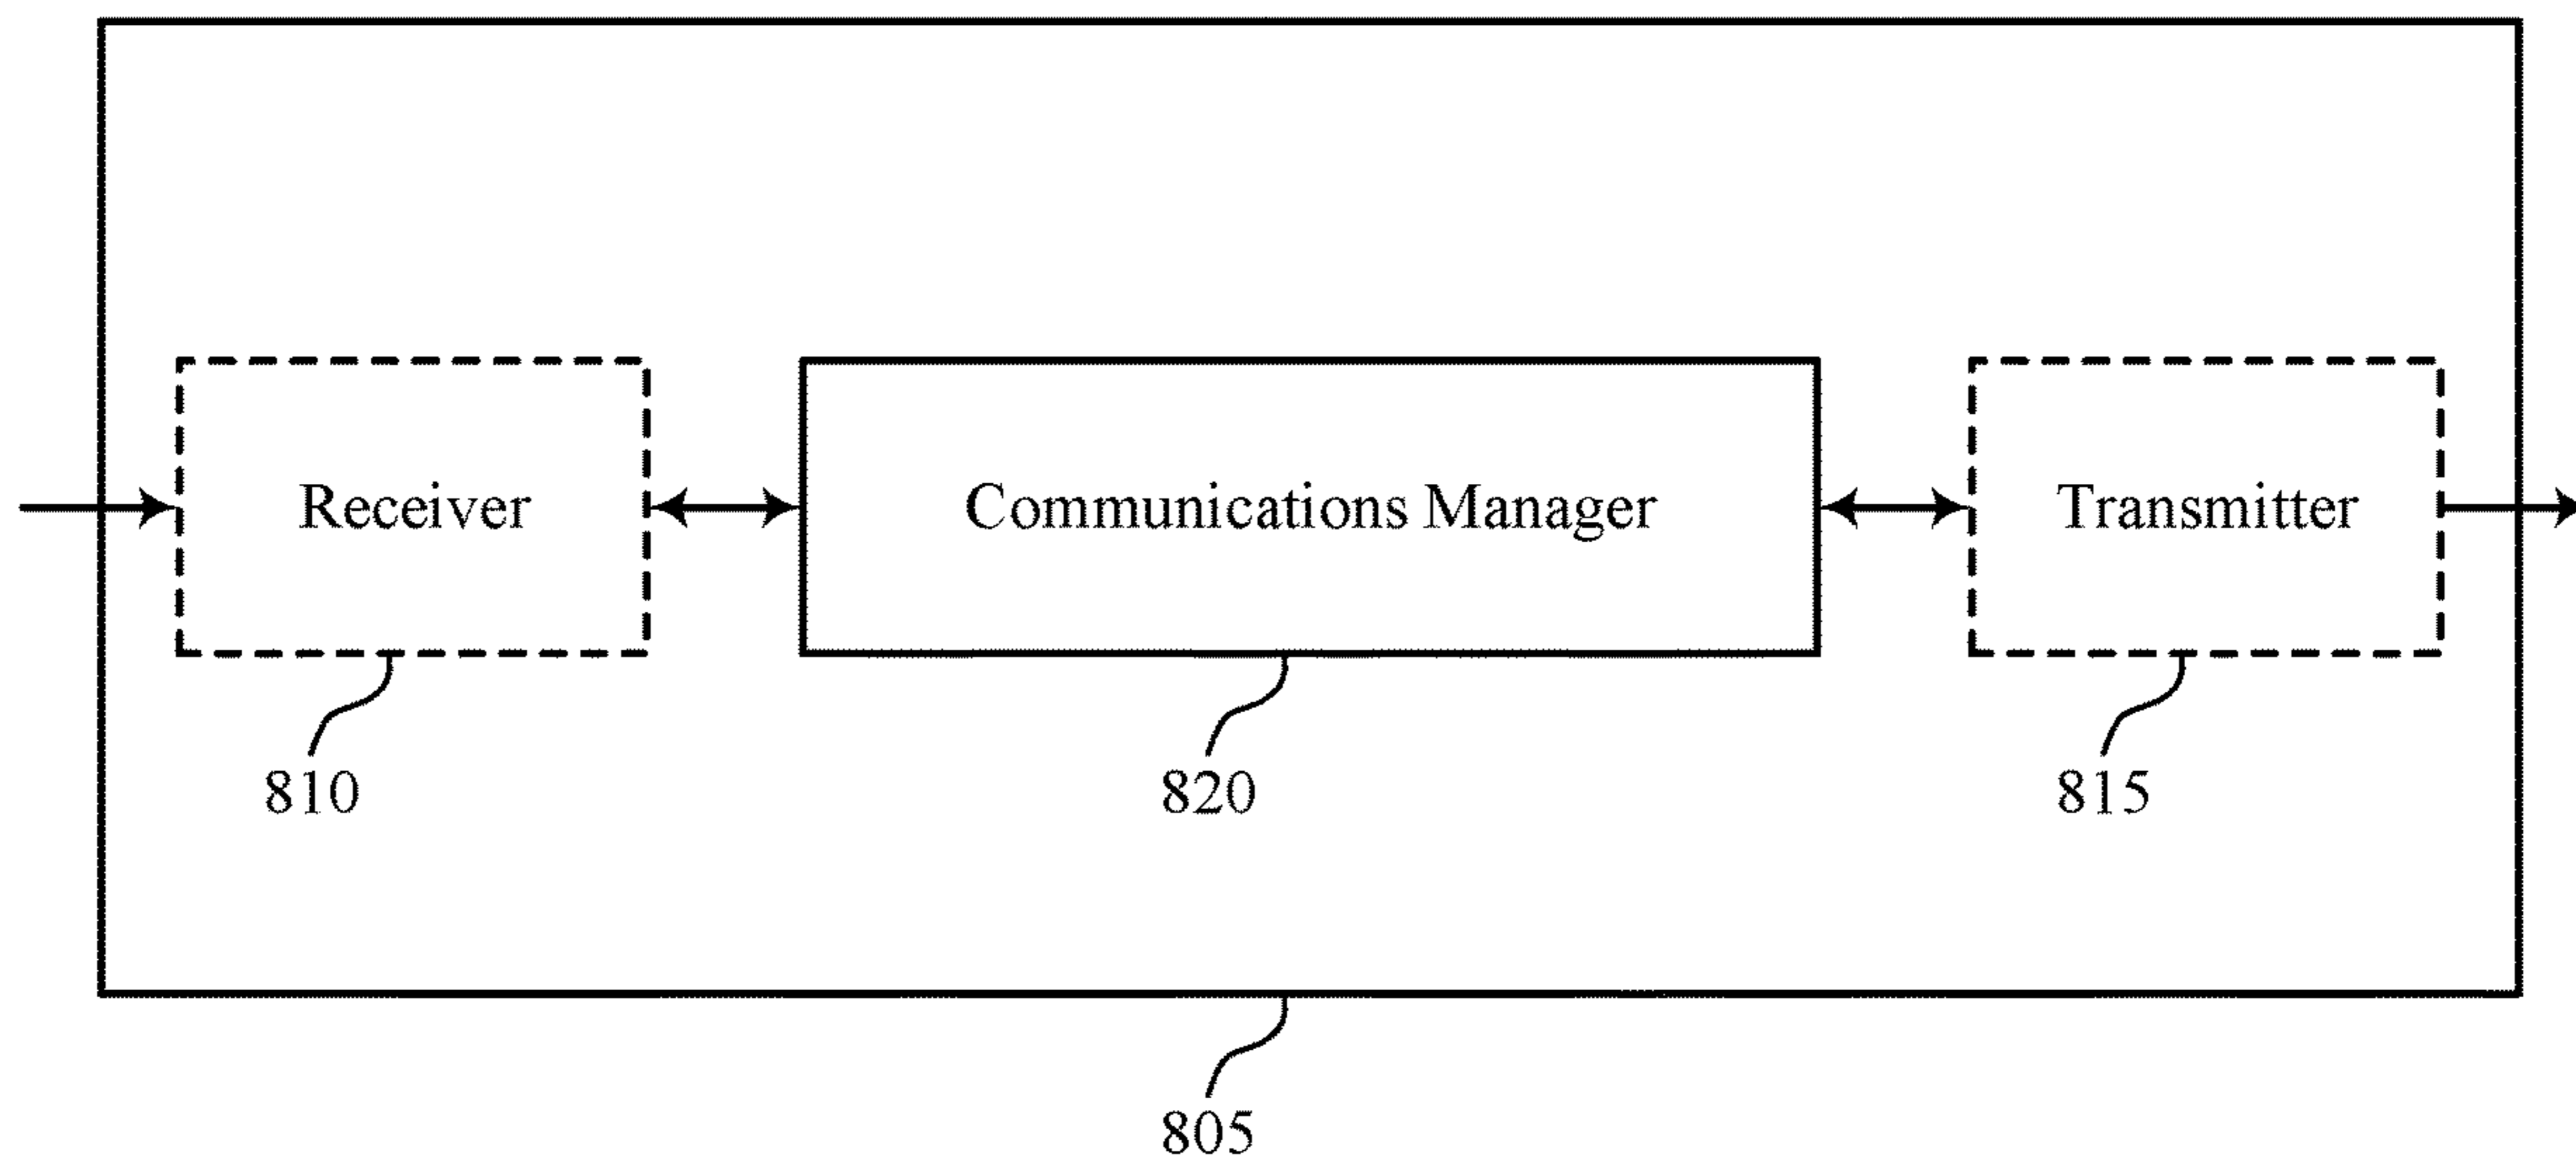 Receiver
Communications Manager
Transmitter
810
820
815
805